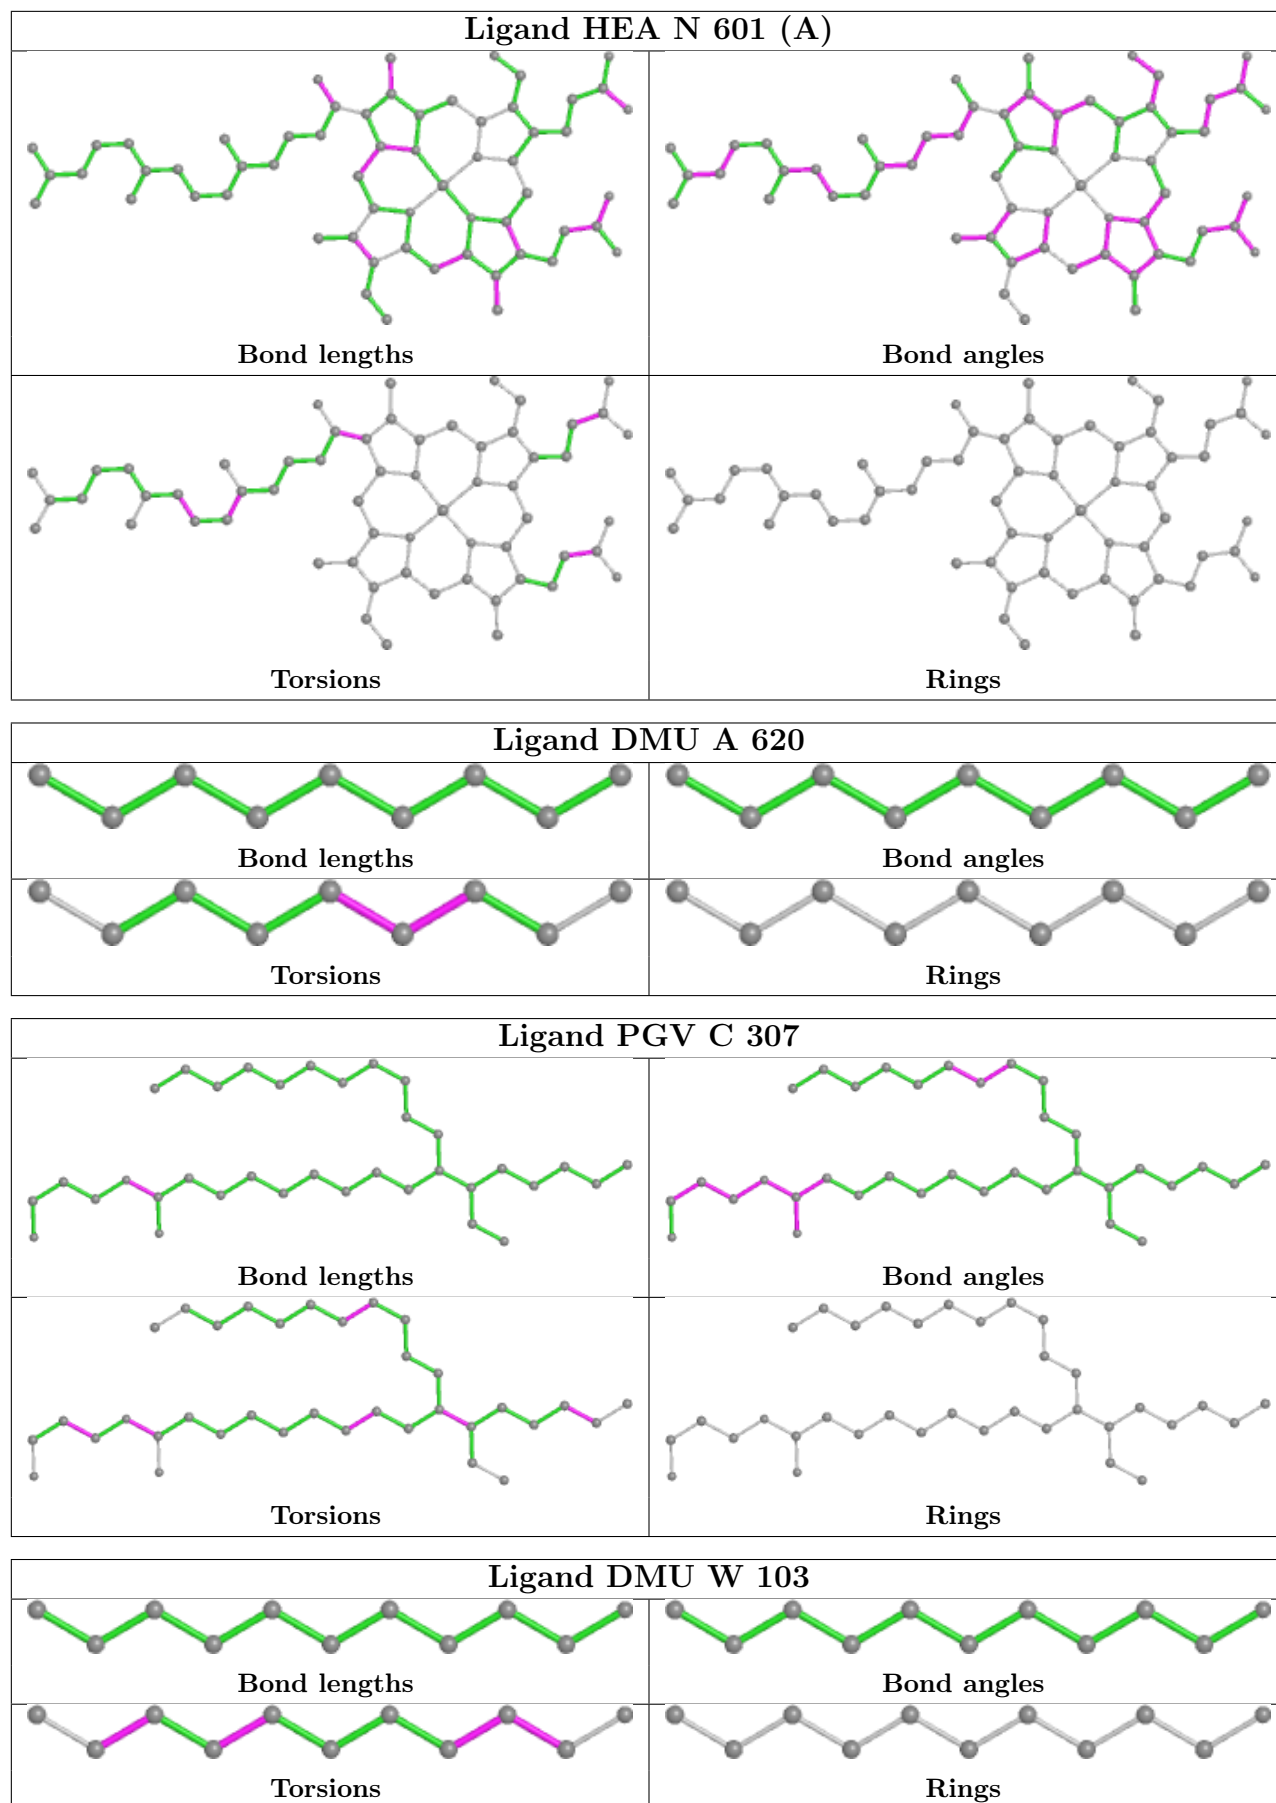 Ligand HEA N 601 (A)
Bond lengths
Bond angles
Torsions
Rings
Ligand DMU A 620
Bond lengths
Bond angles
Torsions
Rings
Ligand PGV C 307
Bond lengths
Bond angles
Torsions
Rings
Ligand DMU W 103
Bond lengths
Bond angles
Torsions
Rings